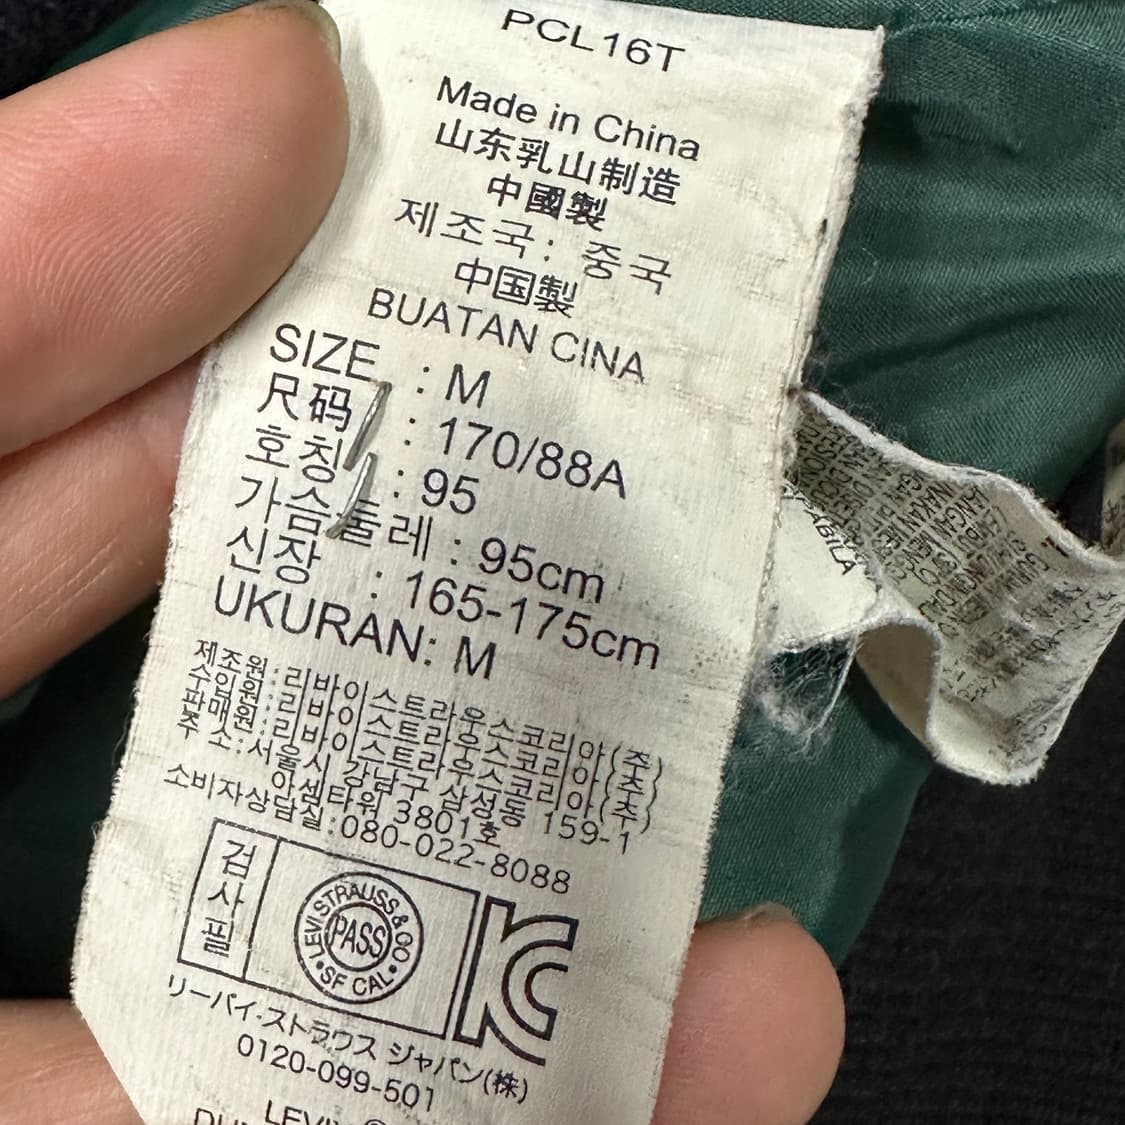 PCL16T
Made in China
山东乳山制造
中國製
제조국: 중국
中国製
BUATAN CINA
SIZE : M
尺码 : 170/88A
호칭 : 95
가슴둘레 : 95cm
신장 : 165-175cm
UKURAN: M
제조원:리바이스트라우스코리아(주)
수입원:리바이스트라우스코리아(주)
판매원:리바이스트라우스코리아(주)
주 소:서울시 강남구 삼성동 159-1
아셈타워 3801호
소비자상담실:080-022-8088
검사필
LEVI STRAUSS & CO
PASS
SF CAL
リーバイ·ストラウス ジャパン(株)
0120-099-501